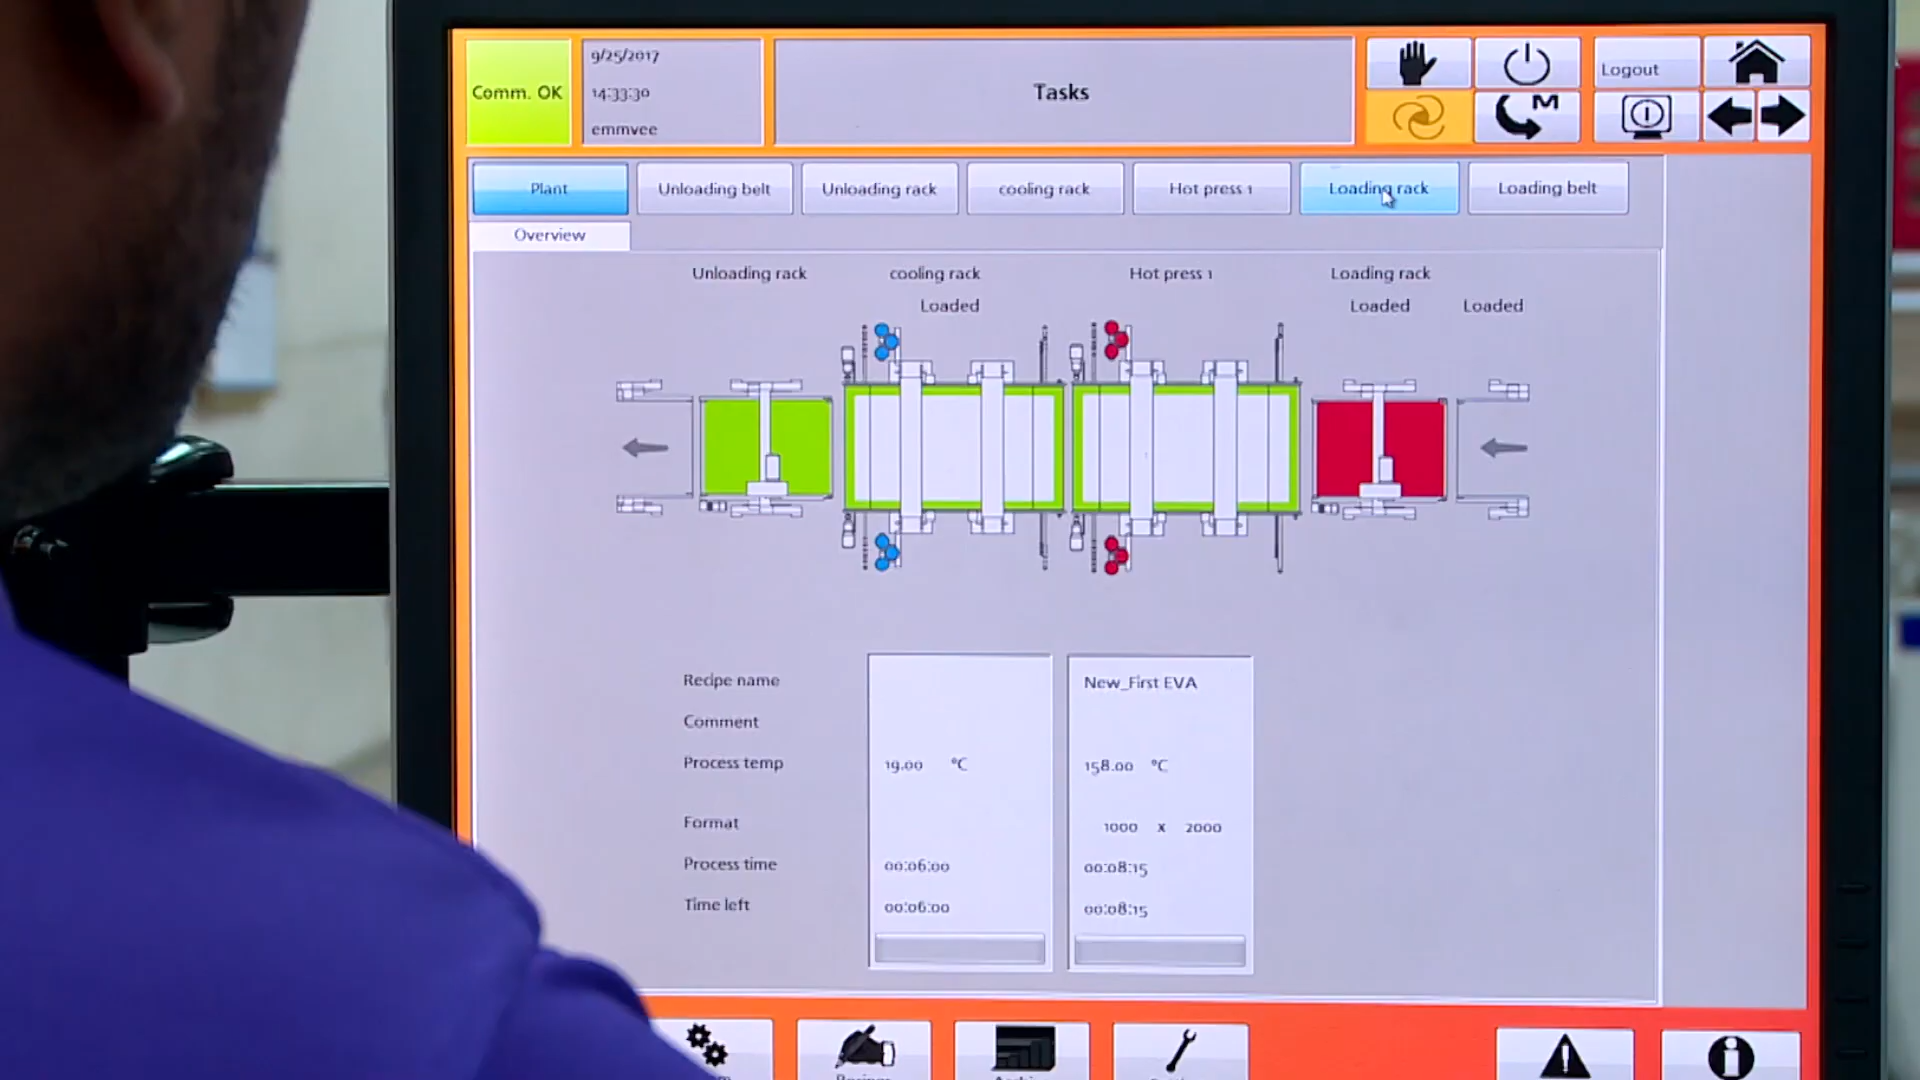 Comm. OK
9/25/2017
14:33:30
emmvee
Tasks
Logout
M
Plant
Unloading belt
Unloading rack
cooling rack
Hot press 1
Loading rack
Loading belt
Overview
Unloading rack
cooling rack
Hot press 1
Loading rack
Loaded
Loaded
Loaded
Recipe name
New_First EVA
Comment
Process temp
19.00 °C
158.00 °C
Format
1000 x 2000
Process time
00:06:00
00:08:15
Time left
00:06:00
00:08:15